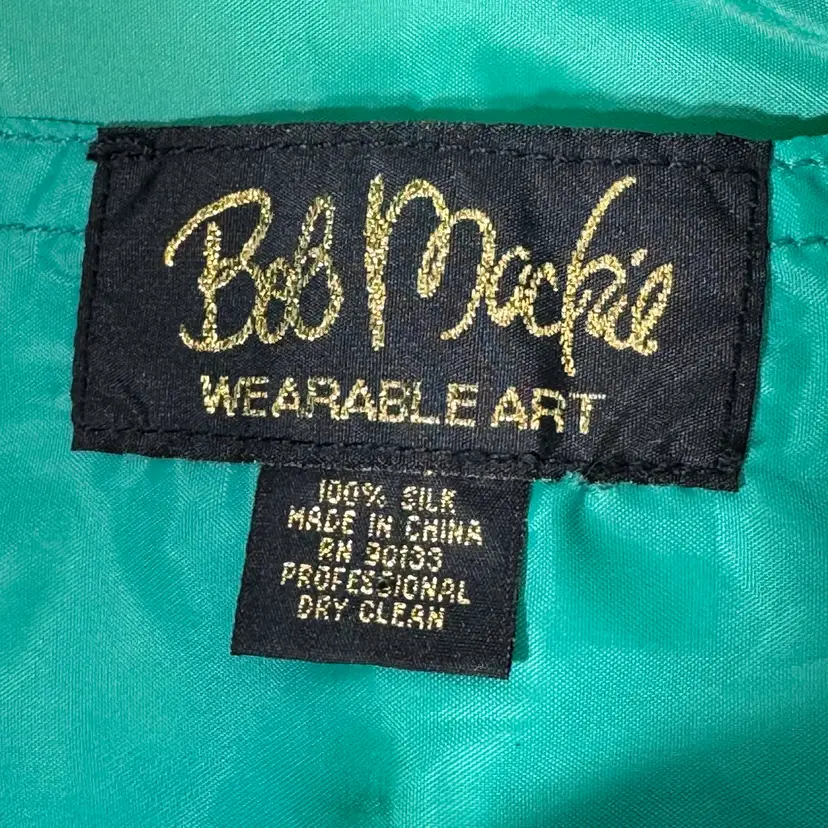 Bob Mackie
WEARABLE ART
100% SILK
MADE IN CHINA
RN 90133
PROFESSIONAL
DRY CLEAN